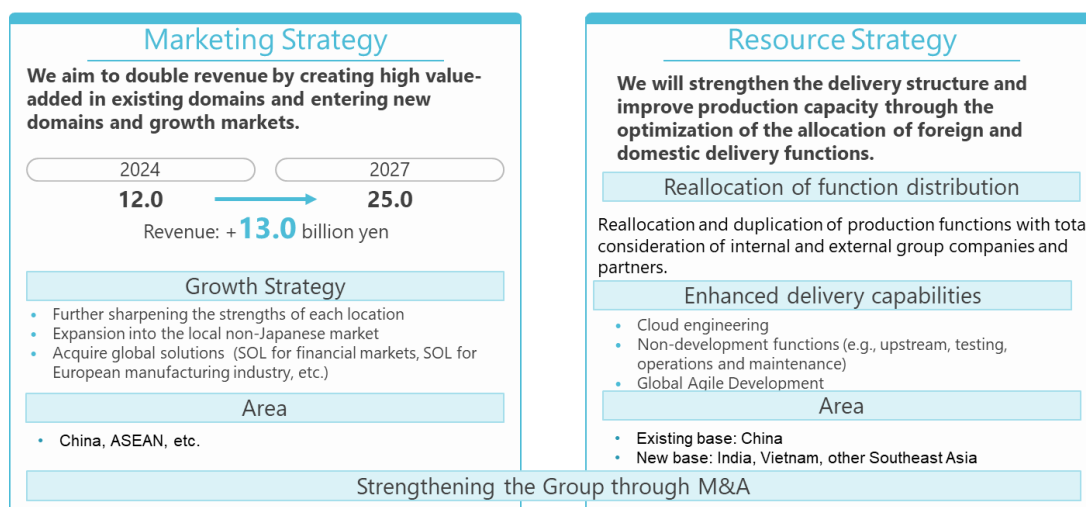 Marketing Strategy
We aim to double revenue by creating high value-
added in existing domains and entering new
domains and growth markets.
2024
2027
12.0
25.0
Revenue: +13.0 billion yen
Growth Strategy
• Further sharpening the strengths of each location
• Expansion into the local non-Japanese market
• Acquire global solutions (SOL for financial markets, SOL for
European manufacturing industry, etc.)
Area
• China, ASEAN, etc.
Resource Strategy
We will strengthen the delivery structure and
improve production capacity through the
optimization of the allocation of foreign and
domestic delivery functions.
Reallocation of function distribution
Reallocation and duplication of production functions with tota
consideration of internal and external group companies and
partners.
Enhanced delivery capabilities
• Cloud engineering
• Non-development functions (e.g., upstream, testing,
operations and maintenance)
• Global Agile Development
Area
• Existing base: China
• New base: India, Vietnam, other Southeast Asia
Strengthening the Group through M&A